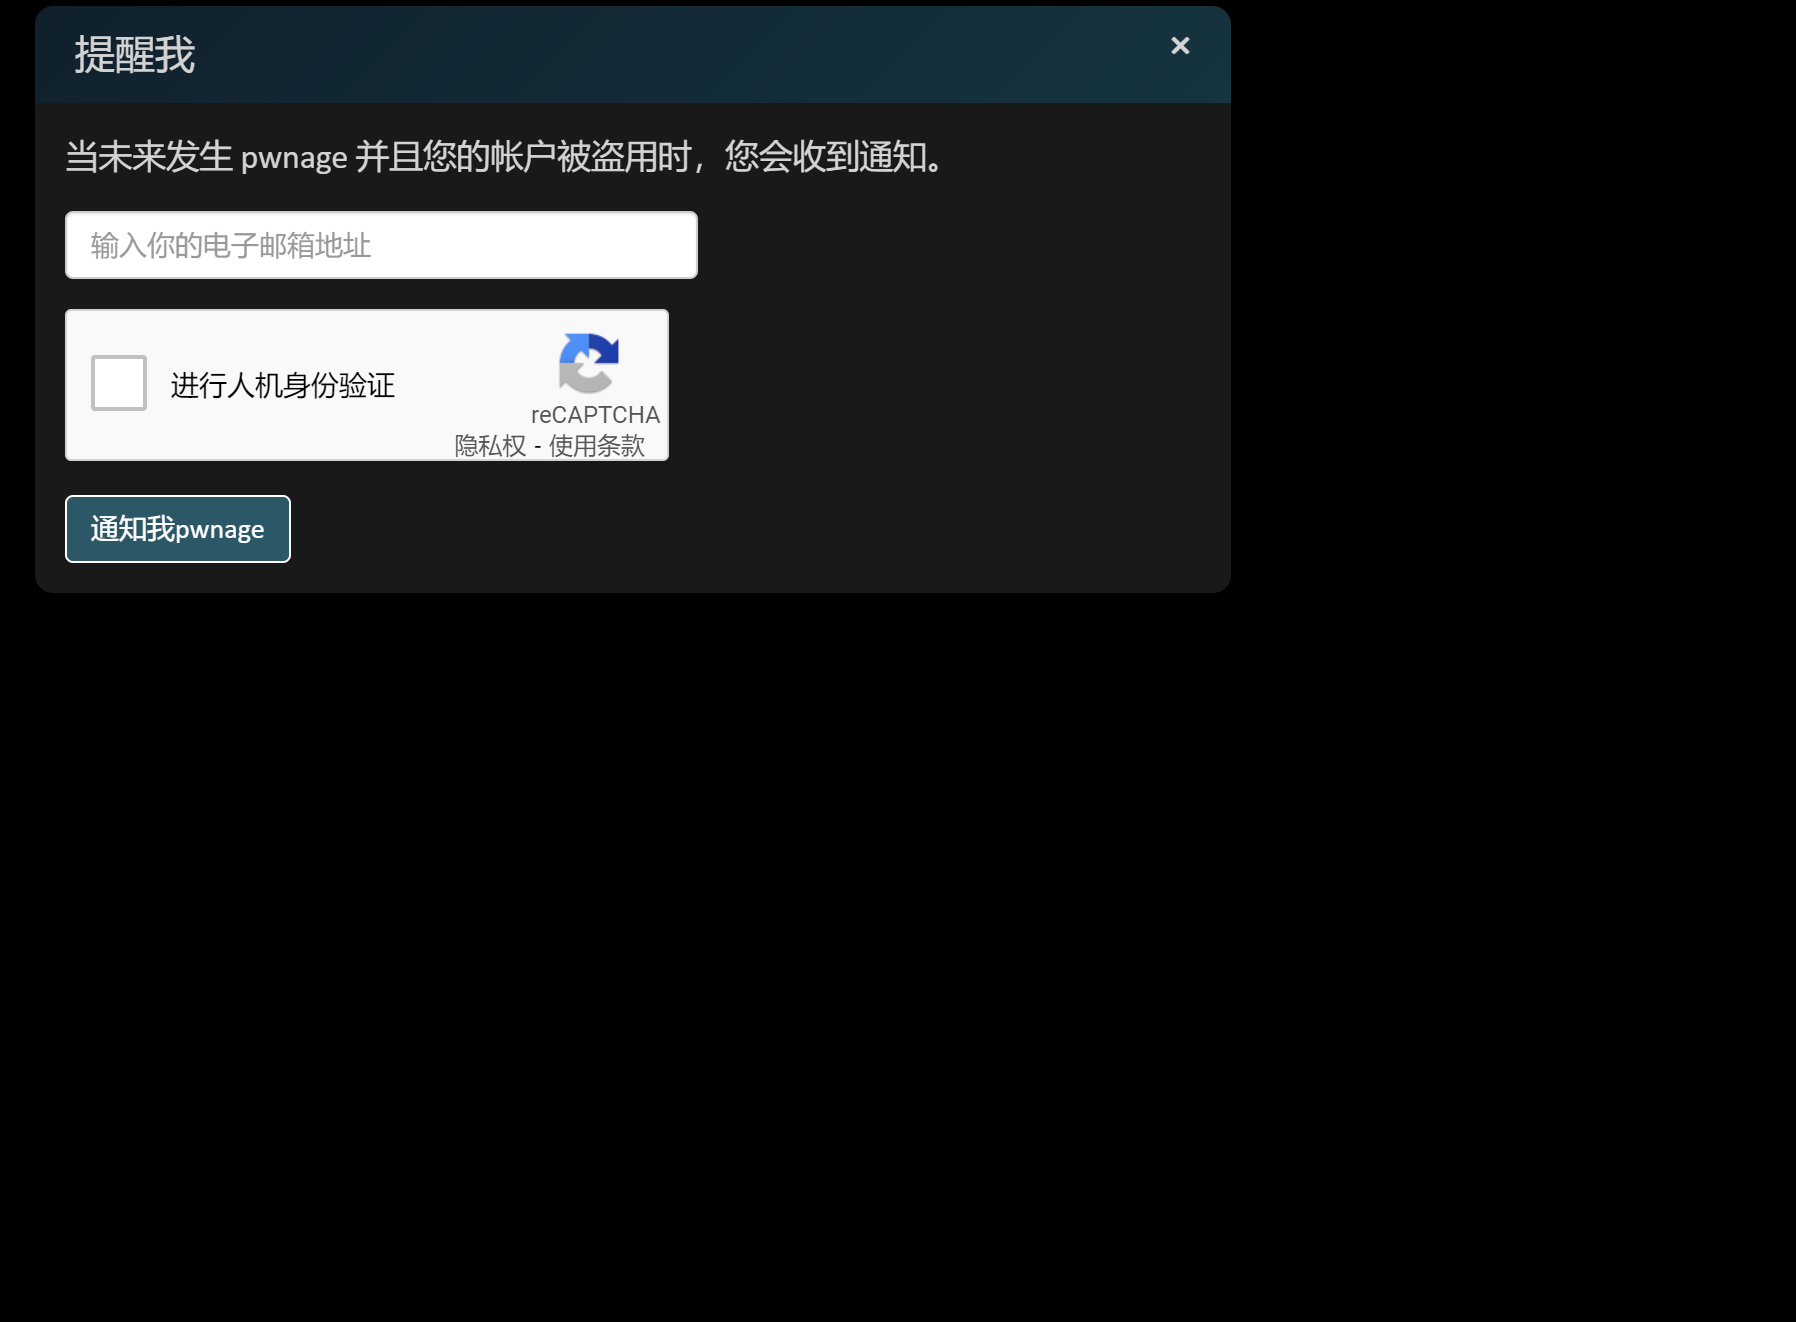 提醒我
×
当未来发生 pwnage 并且您的帐户被盗用时，您会收到通知。
输入你的电子邮箱地址
进行人机身份验证
reCAPTCHA
隐私权 - 使用条款
通知我pwnage